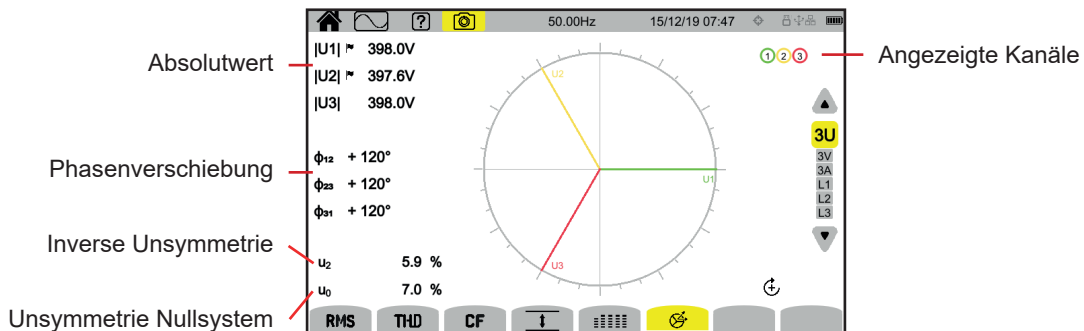 50.00Hz 15/12/19 07:47
|U1| 398.0V
|U2| 397.6V
|U3| 398.0V
Absolutwert
Angezeigte Kanäle
1 2 3
U2
U1
U3
3U
3V
3A
L1
L2
L3
Phasenverschiebung
ϕ₁₂ + 120°
ϕ₂₃ + 120°
ϕ₃₁ + 120°
Inverse Unsymmetrie
u₂ 5.9 %
Unsymmetrie Nullsystem
u₀ 7.0 %
?
RMS THD CF